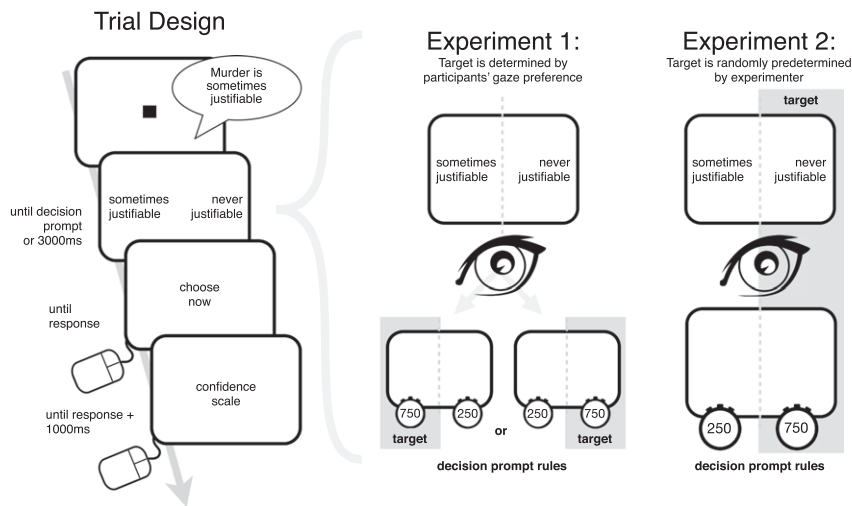 Trial Design
Murder is
sometimes
justifiable
sometimes
justifiable
never
justifiable
until decision
prompt
or 3000ms
choose
now
until
response
confidence
scale
until response +
1000ms
Experiment 1:
Target is determined by
participants' gaze preference
sometimes
justifiable
never
justifiable
750
250
250
750
target
or
target
decision prompt rules
Experiment 2:
Target is randomly predetermined
by experimenter
target
sometimes
justifiable
never
justifiable
250
750
decision prompt rules